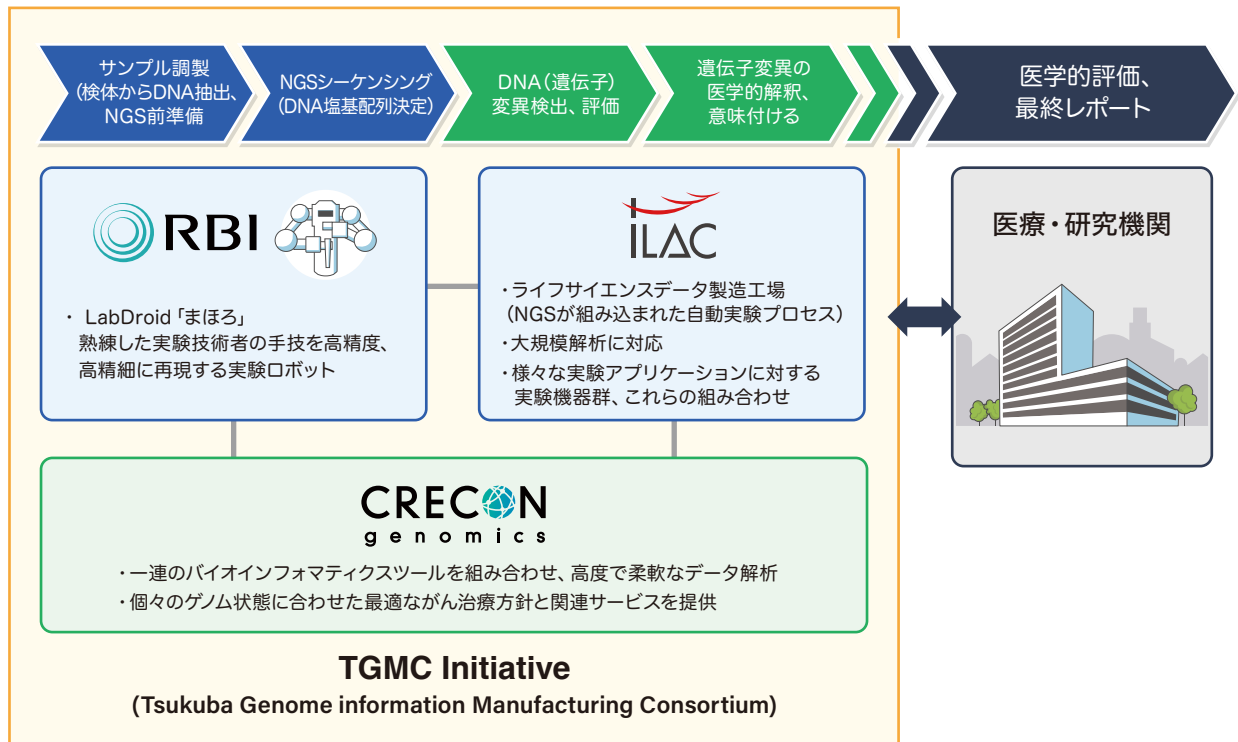 サンプル調製
(検体からDNA抽出、
NGS前準備
NGSシーケンシング
(DNA塩基配列決定)
DNA(遺伝子)
変異検出、評価
遺伝子変異の
医学的解釈、
意味付ける
医学的評価、
最終レポート
RBI
・ LabDroid「まほろ」
熟練した実験技術者の手技を高精度、
高精細に再現する実験ロボット
ILAC
・ライフサイエンスデータ製造工場
(NGSが組み込まれた自動実験プロセス)
・大規模解析に対応
・様々な実験アプリケーションに対する
実験機器群、これらの組み合わせ
医療・研究機関
CRECON
genomics
・一連のバイオインフォマティクスツールを組み合わせ、高度で柔軟なデータ解析
・個々のゲノム状態に合わせた最適ながん治療方針と関連サービスを提供
TGMC Initiative
(Tsukuba Genome information Manufacturing Consortium)